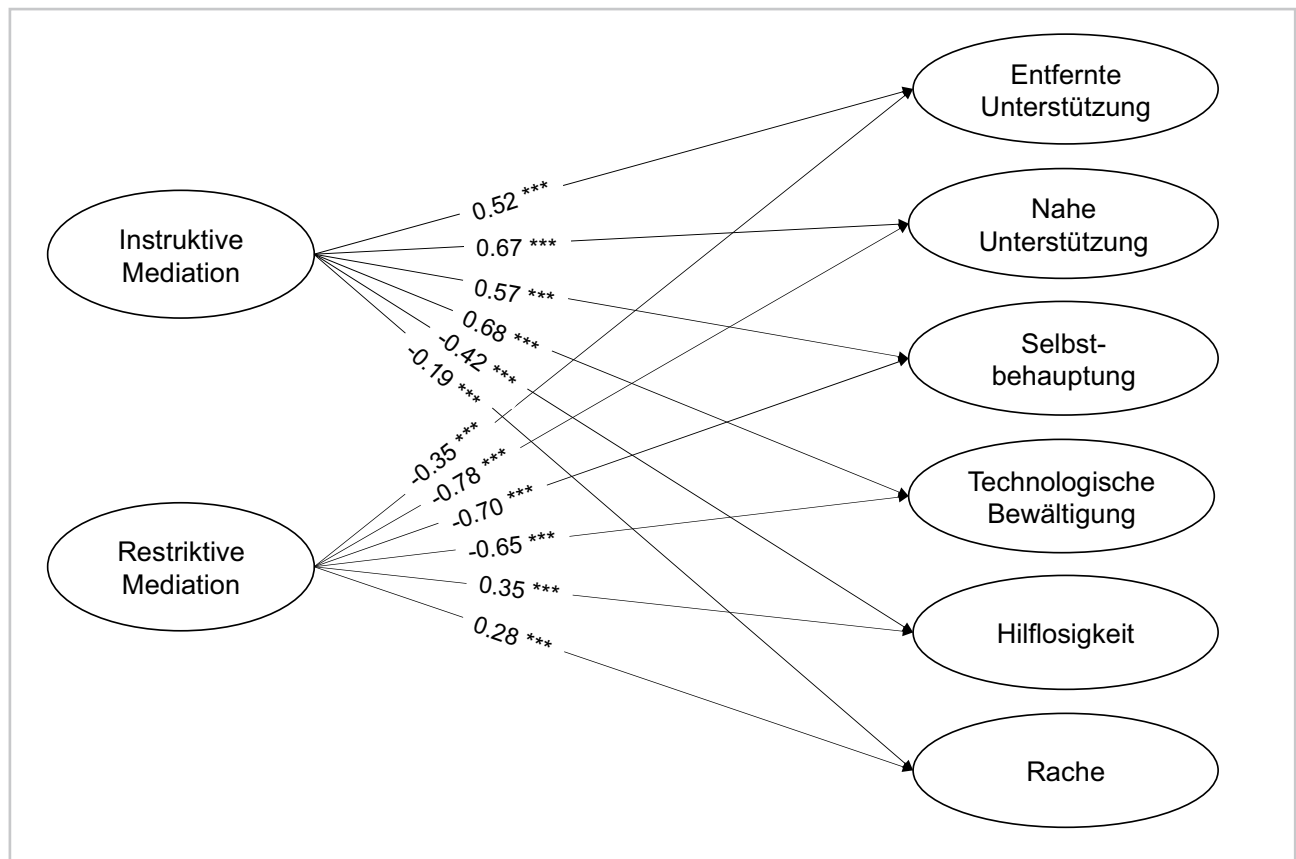 Instruktive
Mediation
Restriktive
Mediation
0.52 ***
0.67 ***
0.57 ***
0.68 ***
-0.42 ***
-0.19 ***
-0.35 ***
-0.78 ***
-0.70 ***
-0.65 ***
0.35 ***
0.28 ***
Entfernte
Unterstützung
Nahe
Unterstützung
Selbst-
behauptung
Technologische
Bewältigung
Hilflosigkeit
Rache